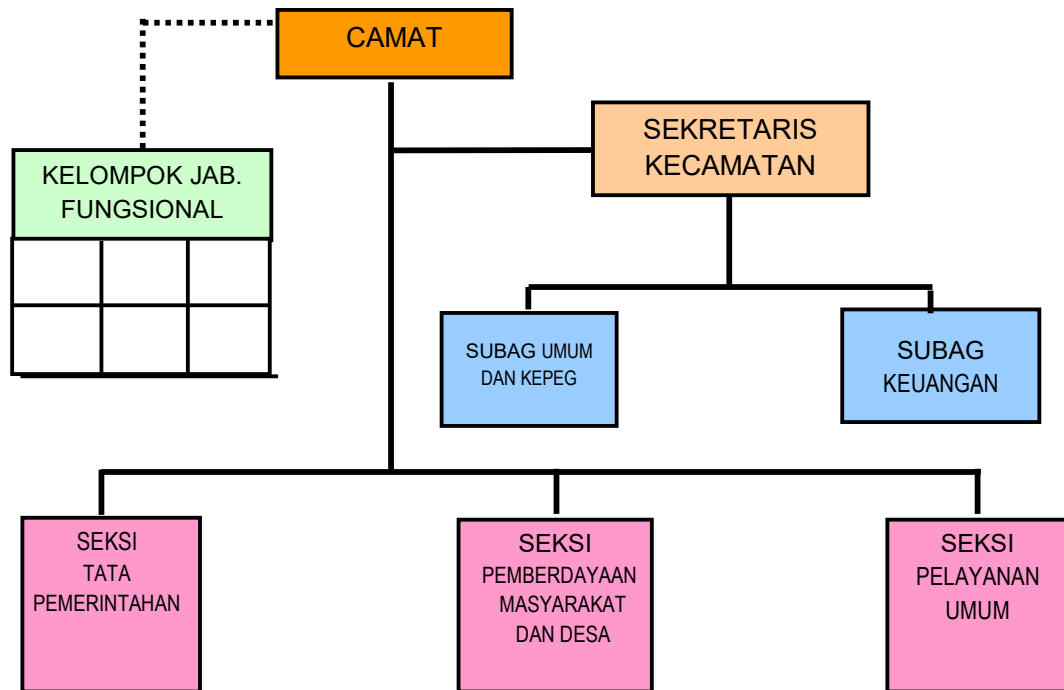 CAMAT
SEKRETARIS
KECAMATAN
KELOMPOK JAB.
FUNGSIONAL
SUBAG UMUM
DAN KEPEG
SUBAG
KEUANGAN
SEKSI
TATA
PEMERINTAHAN
SEKSI
PEMBERDAYAAN
MASYARAKAT
DAN DESA
SEKSI
PELAYANAN
UMUM